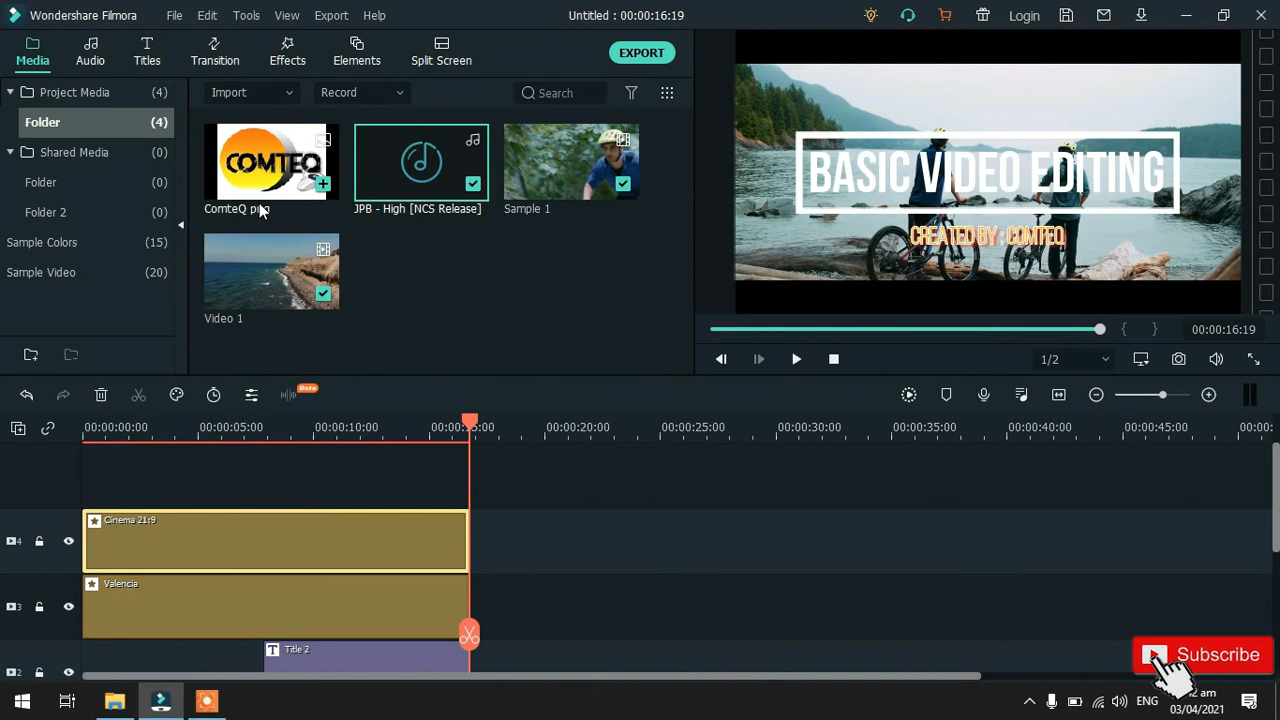 Wondershare Filmora File Edit Tools View Export Help Untitled : 00:00:16:19 Login
Media Audio Titles Transition Effects Elements Split Screen EXPORT
Project Media (4)
Folder (4)
Shared Media (0)
Folder (0)
Folder 2 (0)
Sample Colors (15)
Sample Video (20)
Import Record Search
COMTEQ
ComteQ png JPB - High [NCS Release] Sample 1
Video 1
BASIC VIDEO EDITING
CREATED BY : COMTEQ
00:00:16:19
1/2
Beta
00:00:00:00 00:00:05:00 00:00:10:00 00:00:15:00 00:00:20:00 00:00:25:00 00:00:30:00 00:00:35:00 00:00:40:00 00:00:45:00
4 Cinema 21:9
3 Valencia
2 T Title 2
Subscribe
ENG
03/04/2021